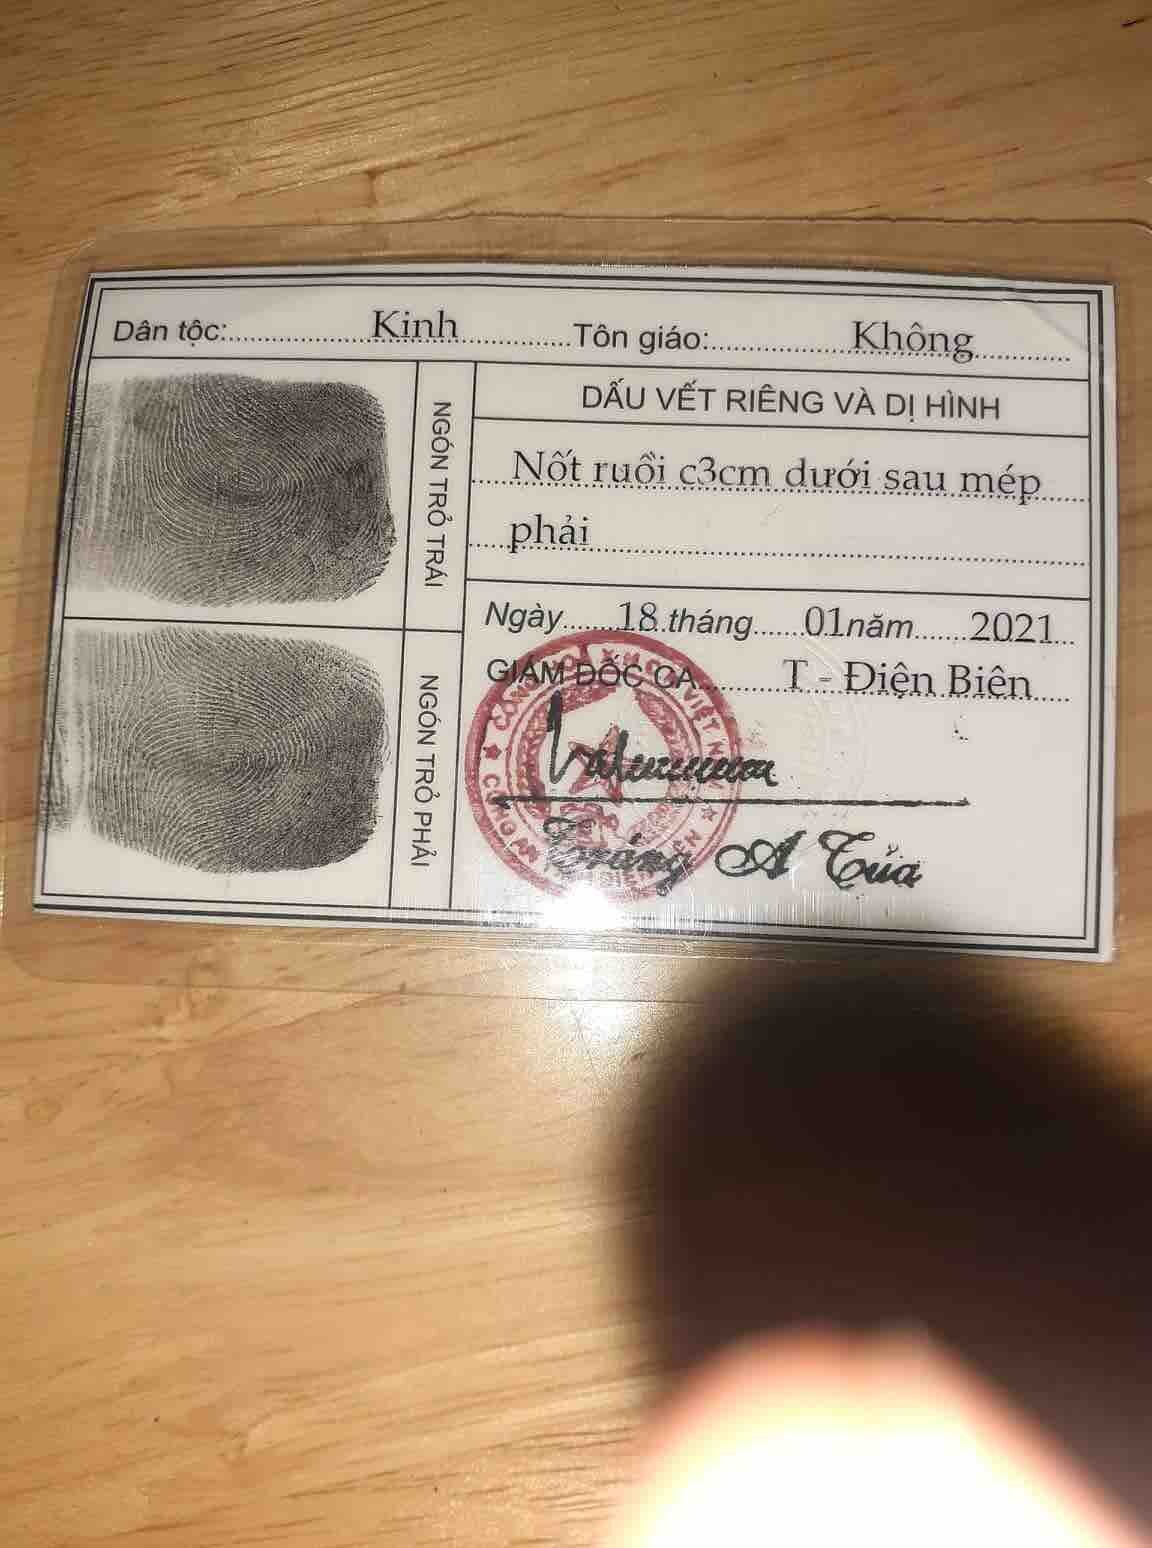 Dân tộc: Kinh Tôn giáo: Không
NGÓN TRỎ TRÁI
DẤU VẾT RIÊNG VÀ DỊ HÌNH
Nốt ruồi c3cm dưới sau mép
phải
NGÓN TRỎ PHẢI
Ngày 18 tháng 01 năm 2021
GIÁM ĐỐC CA T - Điện Biên
Tráng A Tủa